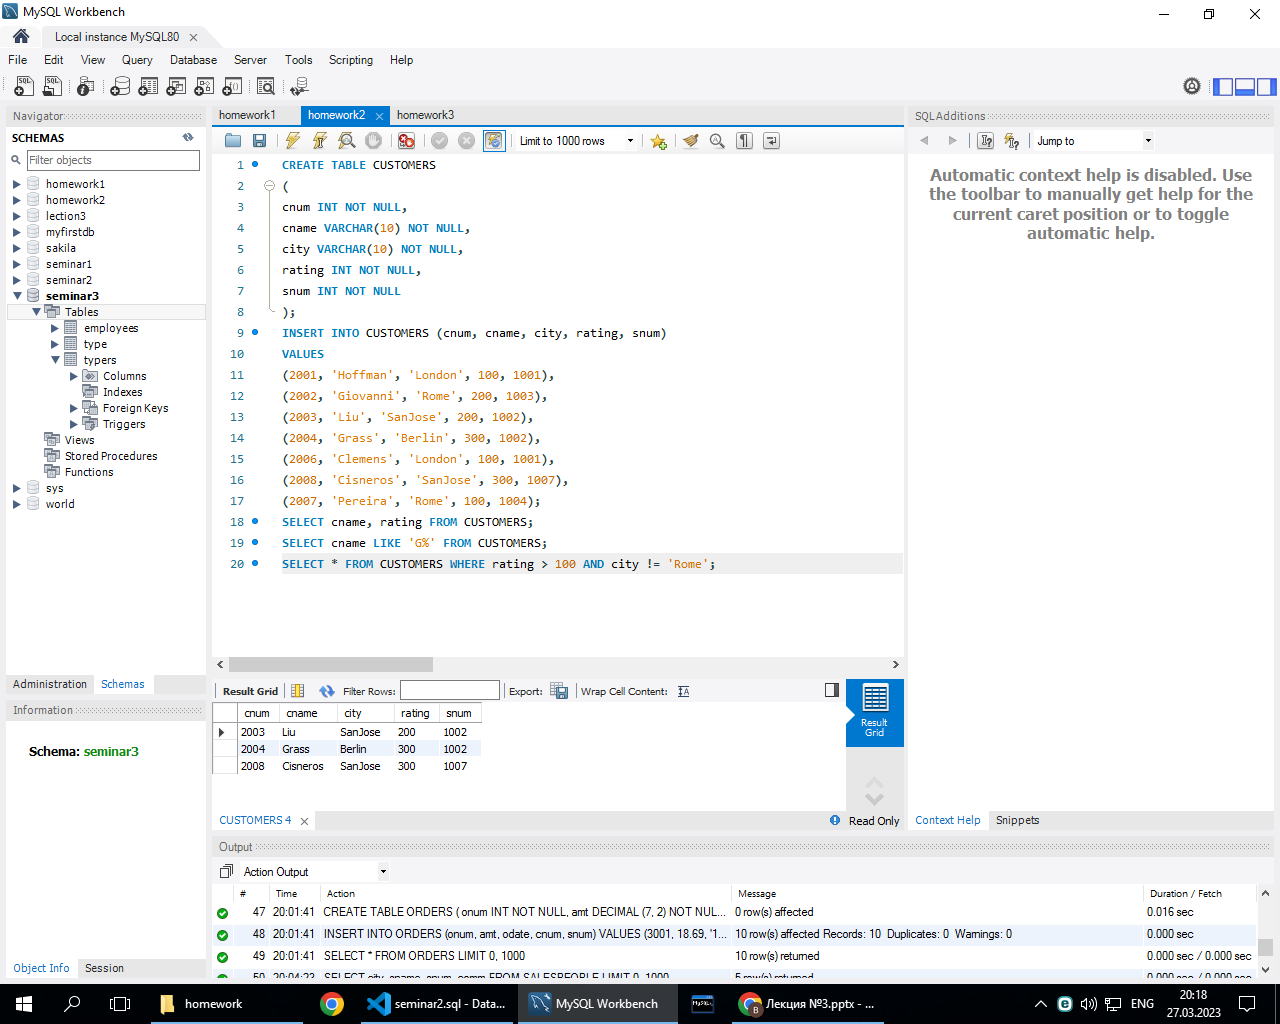 MySQL Workbench
Local instance MySQL80
File Edit View Query Database Server Tools Scripting Help
Navigator
SCHEMAS
Filter objects
homework1
homework2
lection3
myfirstdb
sakila
seminar1
seminar2
seminar3
Tables
employees
type
typers
Columns
Indexes
Foreign Keys
Triggers
Views
Stored Procedures
Functions
sys
world
Administration Schemas
Information
Schema: seminar3
Object Info Session
homework1 homework2 homework3
Limit to 1000 rows
1 CREATE TABLE CUSTOMERS
2 (
3 cnum INT NOT NULL,
4 cname VARCHAR(10) NOT NULL,
5 city VARCHAR(10) NOT NULL,
6 rating INT NOT NULL,
7 snum INT NOT NULL
8 );
9 INSERT INTO CUSTOMERS (cnum, cname, city, rating, snum)
10 VALUES
11 (2001, 'Hoffman', 'London', 100, 1001),
12 (2002, 'Giovanni', 'Rome', 200, 1003),
13 (2003, 'Liu', 'SanJose', 200, 1002),
14 (2004, 'Grass', 'Berlin', 300, 1002),
15 (2006, 'Clemens', 'London', 100, 1001),
16 (2008, 'Cisneros', 'SanJose', 300, 1007),
17 (2007, 'Pereira', 'Rome', 100, 1004);
18 SELECT cname, rating FROM CUSTOMERS;
19 SELECT cname LIKE 'G%' FROM CUSTOMERS;
20 SELECT * FROM CUSTOMERS WHERE rating > 100 AND city != 'Rome';
Result Grid Filter Rows: Export: Wrap Cell Content:
cnum cname city rating snum
2003 Liu SanJose 200 1002
2004 Grass Berlin 300 1002
2008 Cisneros SanJose 300 1007
Result
Grid
CUSTOMERS 4
Read Only
SQLAdditions
Jump to
Automatic context help is disabled. Use
the toolbar to manually get help for the
current caret position or to toggle
automatic help.
Context Help Snippets
Output
Action Output
# Time Action Message Duration / Fetch
47 20:01:41 CREATE TABLE ORDERS ( onum INT NOT NULL, amt DECIMAL (7, 2) NOT NUL... 0 row(s) affected 0.016 sec
48 20:01:41 INSERT INTO ORDERS (onum, amt, odate, cnum, snum) VALUES (3001, 18.69, '1... 10 row(s) affected Records: 10 Duplicates: 0 Warnings: 0 0.000 sec
49 20:01:41 SELECT * FROM ORDERS LIMIT 0, 1000 10 row(s) returned 0.000 sec / 0.000 sec
50 20:04:23 SELECT city, cname, snum, comm FROM SALESPEOPLE LIMIT 0, 1000 5 row(s) returned 0.000 sec / 0.000 sec
homework
seminar2.sql - Data...
MySQL Workbench
Лекция №3.pptx - ...
ENG
20:18
27.03.2023